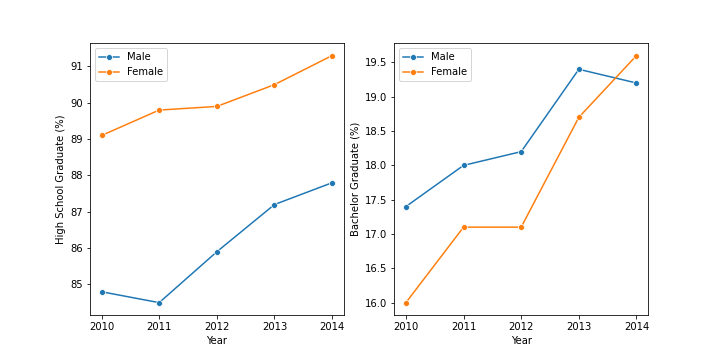 Male
Female
91
90
89
88
87
86
85
High School Graduate (%)
2010 2011 2012 2013 2014
Year
Male
Female
19.5
19.0
18.5
18.0
17.5
17.0
16.5
16.0
Bachelor Graduate (%)
2010 2011 2012 2013 2014
Year